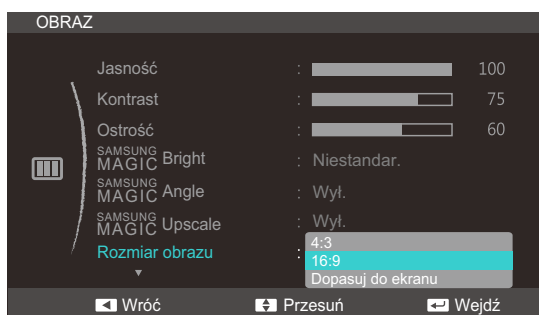 OBRAZ
Jasność : 100
Kontrast : 75
Ostrość : 60
SAMSUNG MAGIC Bright : Niestandar.
SAMSUNG MAGIC Angle : Wył.
SAMSUNG MAGIC Upscale : Wył.
Rozmiar obrazu :
4:3
16:9
Dopasuj do ekranu
Wróć Przesuń Wejdź